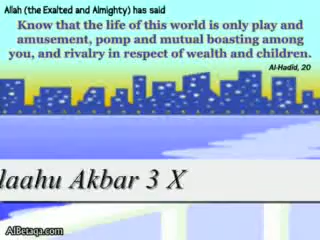 Allah (the Exalted and Almighty) has said
Know that the life of this world is only play and
amusement, pomp and mutual boasting among
you, and rivalry in respect of wealth and children.
Al-Hadid, 20
laahu Akbar 3 X
AlBetaqa.com